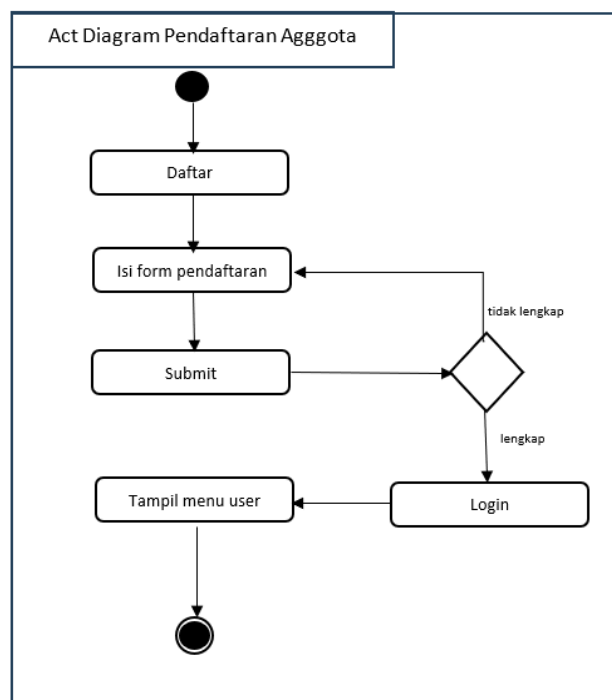 Act Diagram Pendaftaran Agggota
Daftar
Isi form pendaftaran
tidak lengkap
Submit
lengkap
Tampil menu user
Login